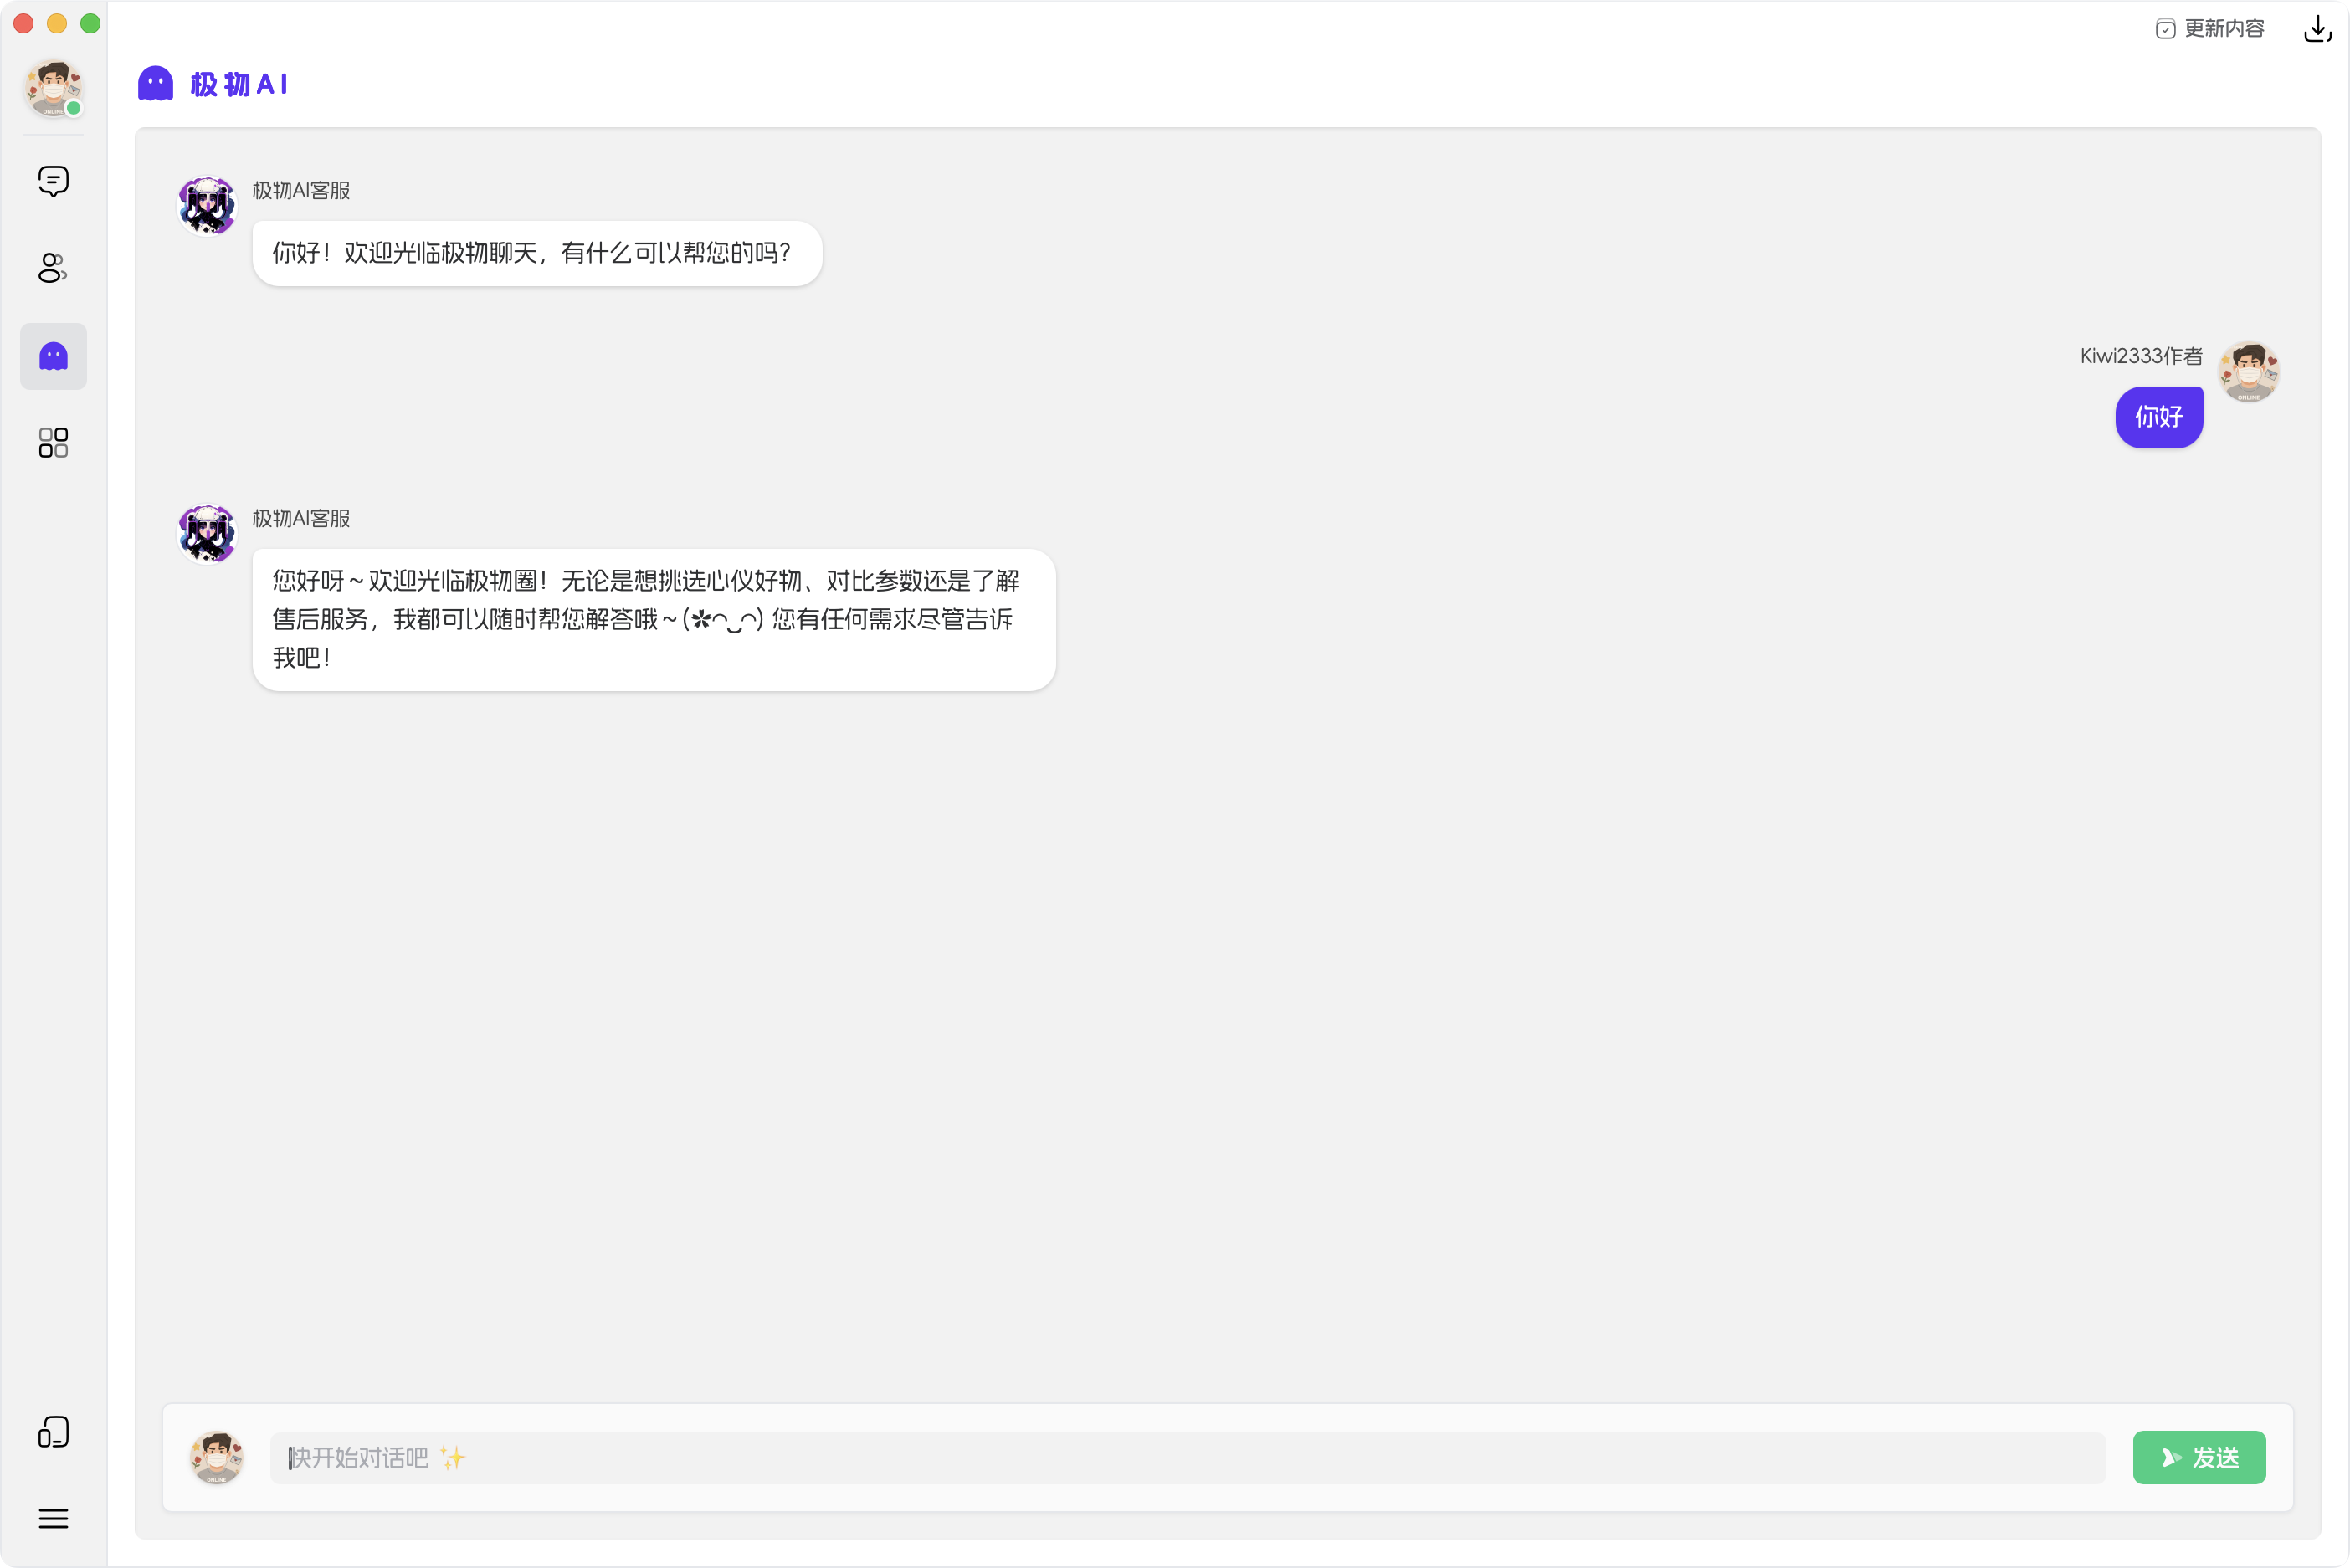 更新内容
极物AI
极物AI客服
你好！欢迎光临极物聊天，有什么可以帮您的吗？
Kiwi2333作者
你好
极物AI客服
您好呀～欢迎光临极物圈！无论是想挑选心仪好物、对比参数还是了解
售后服务，我都可以随时帮您解答哦～(✿◠‿◠) 您有任何需求尽管告诉
我吧！
快开始对话吧 ✨
发送
ONLINE
ONLINE
ONLINE